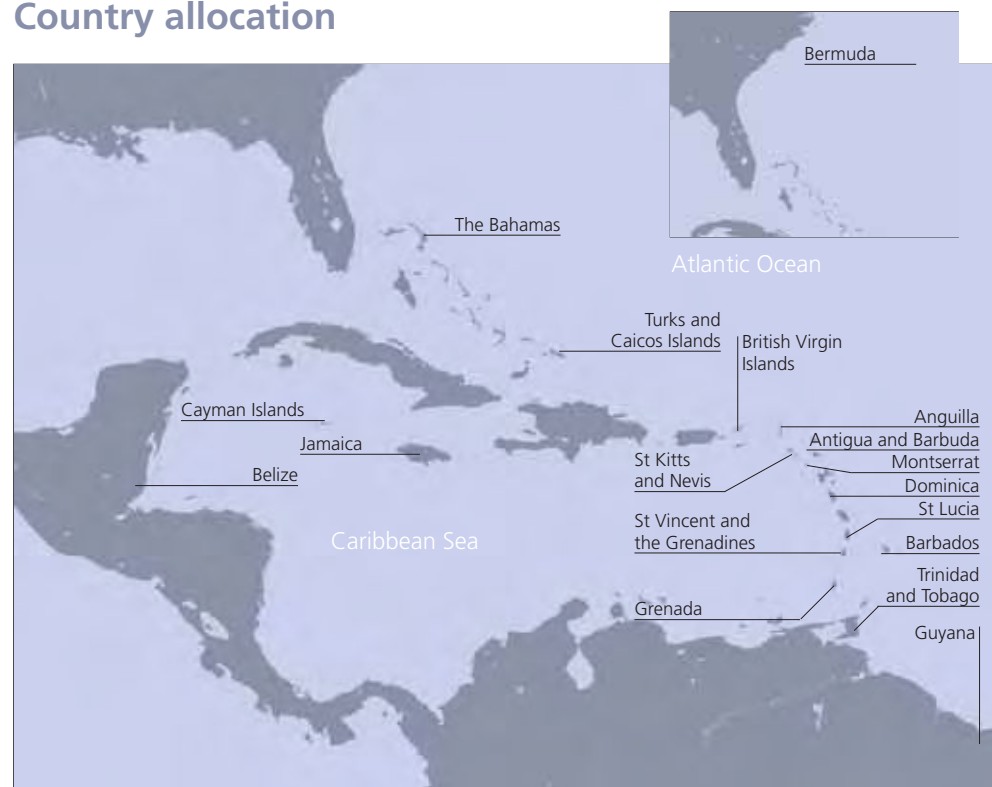 Country allocation
Bermuda
The Bahamas
Atlantic Ocean
Turks and
Caicos Islands
British Virgin
Islands
Cayman Islands
Jamaica
Belize
Anguilla
Antigua and Barbuda
St Kitts
and Nevis
Montserrat
Dominica
St Lucia
St Vincent and
the Grenadines
Caribbean Sea
Barbados
Trinidad
and Tobago
Grenada
Guyana